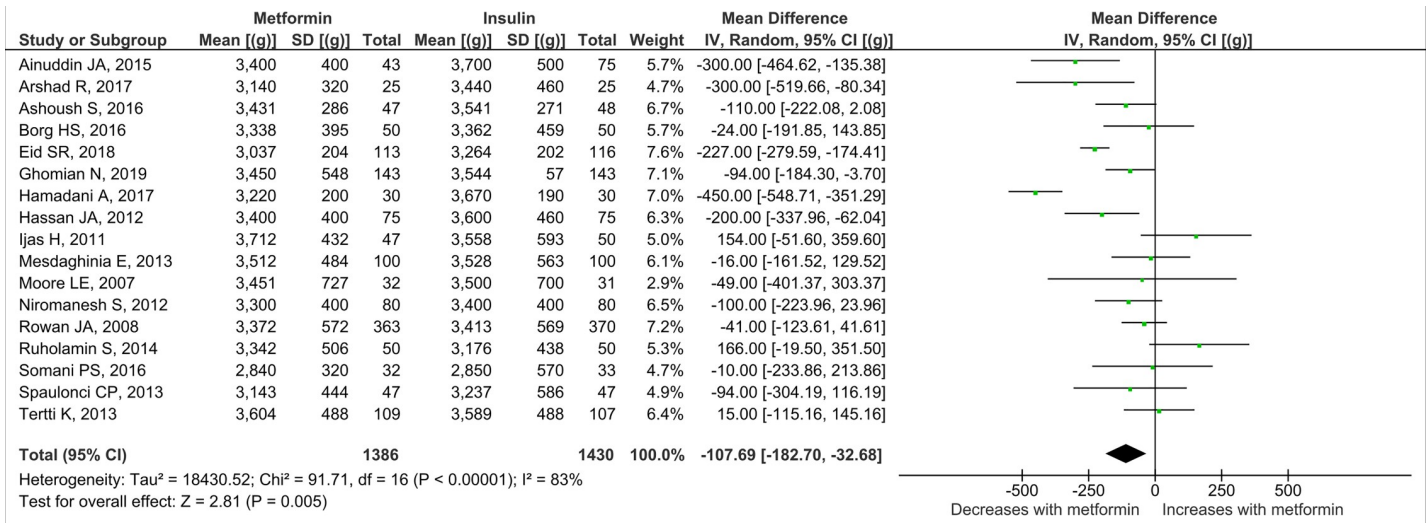 Metformin Insulin Mean Difference Mean Difference
Study or Subgroup Mean [(g)] SD [(g)] Total Mean [(g)] SD [(g)] Total Weight IV, Random, 95% CI [(g)] IV, Random, 95% CI [(g)]
Ainuddin JA, 2015 3,400 400 43 3,700 500 75 5.7% -300.00 [-464.62, -135.38]
Arshad R, 2017 3,140 320 25 3,440 460 25 4.7% -300.00 [-519.66, -80.34]
Ashoush S, 2016 3,431 286 47 3,541 271 48 6.7% -110.00 [-222.08, 2.08]
Borg HS, 2016 3,338 395 50 3,362 459 50 5.7% -24.00 [-191.85, 143.85]
Eid SR, 2018 3,037 204 113 3,264 202 116 7.6% -227.00 [-279.59, -174.41]
Ghomian N, 2019 3,450 548 143 3,544 57 143 7.1% -94.00 [-184.30, -3.70]
Hamadani A, 2017 3,220 200 30 3,670 190 30 7.0% -450.00 [-548.71, -351.29]
Hassan JA, 2012 3,400 400 75 3,600 460 75 6.3% -200.00 [-337.96, -62.04]
Ijas H, 2011 3,712 432 47 3,558 593 50 5.0% 154.00 [-51.60, 359.60]
Mesdaghinia E, 2013 3,512 484 100 3,528 563 100 6.1% -16.00 [-161.52, 129.52]
Moore LE, 2007 3,451 727 32 3,500 700 31 2.9% -49.00 [-401.37, 303.37]
Niromanesh S, 2012 3,300 400 80 3,400 400 80 6.5% -100.00 [-223.96, 23.96]
Rowan JA, 2008 3,372 572 363 3,413 569 370 7.2% -41.00 [-123.61, 41.61]
Ruholamin S, 2014 3,342 506 50 3,176 438 50 5.3% 166.00 [-19.50, 351.50]
Somani PS, 2016 2,840 320 32 2,850 570 33 4.7% -10.00 [-233.86, 213.86]
Spaulonci CP, 2013 3,143 444 47 3,237 586 47 4.9% -94.00 [-304.19, 116.19]
Tertti K, 2013 3,604 488 109 3,589 488 107 6.4% 15.00 [-115.16, 145.16]
Total (95% CI) 1386 1430 100.0% -107.69 [-182.70, -32.68]
Heterogeneity: Tau² = 18430.52; Chi² = 91.71, df = 16 (P < 0.00001); I² = 83%
Test for overall effect: Z = 2.81 (P = 0.005)
-500 -250 0 250 500
Decreases with metformin Increases with metformin